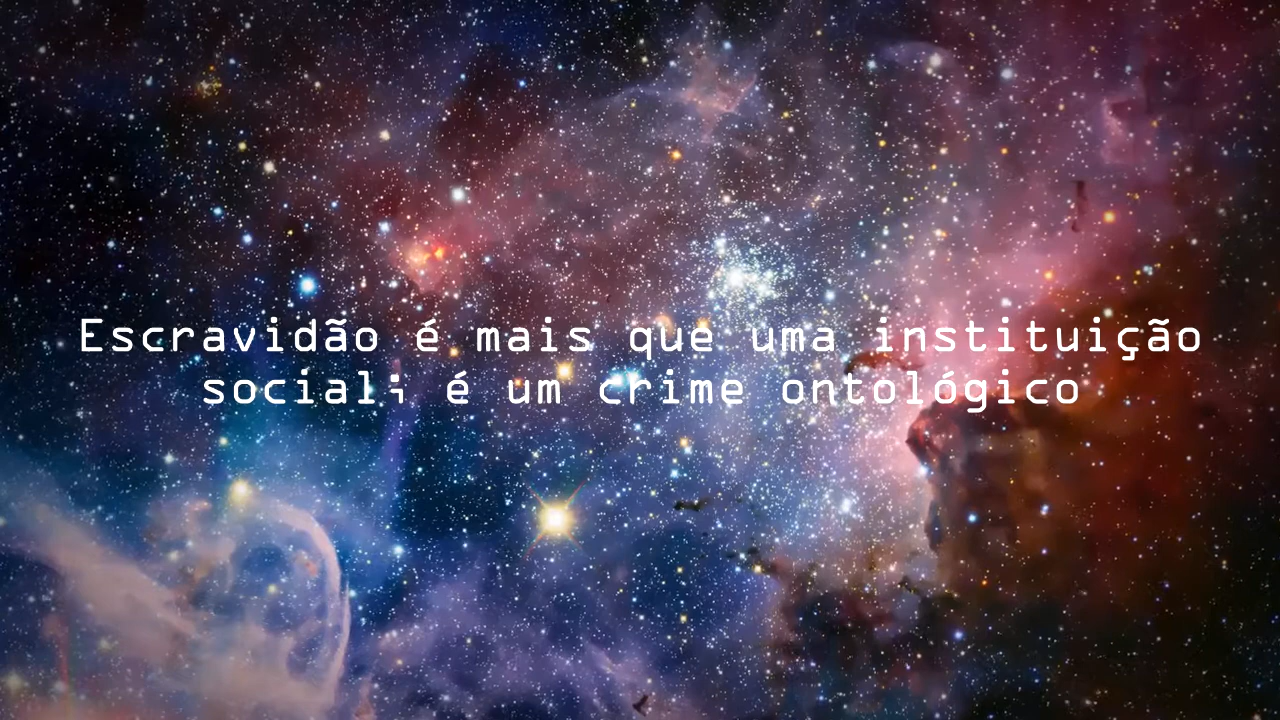 Escravidão é mais que uma instituição
social; é um crime ontológico